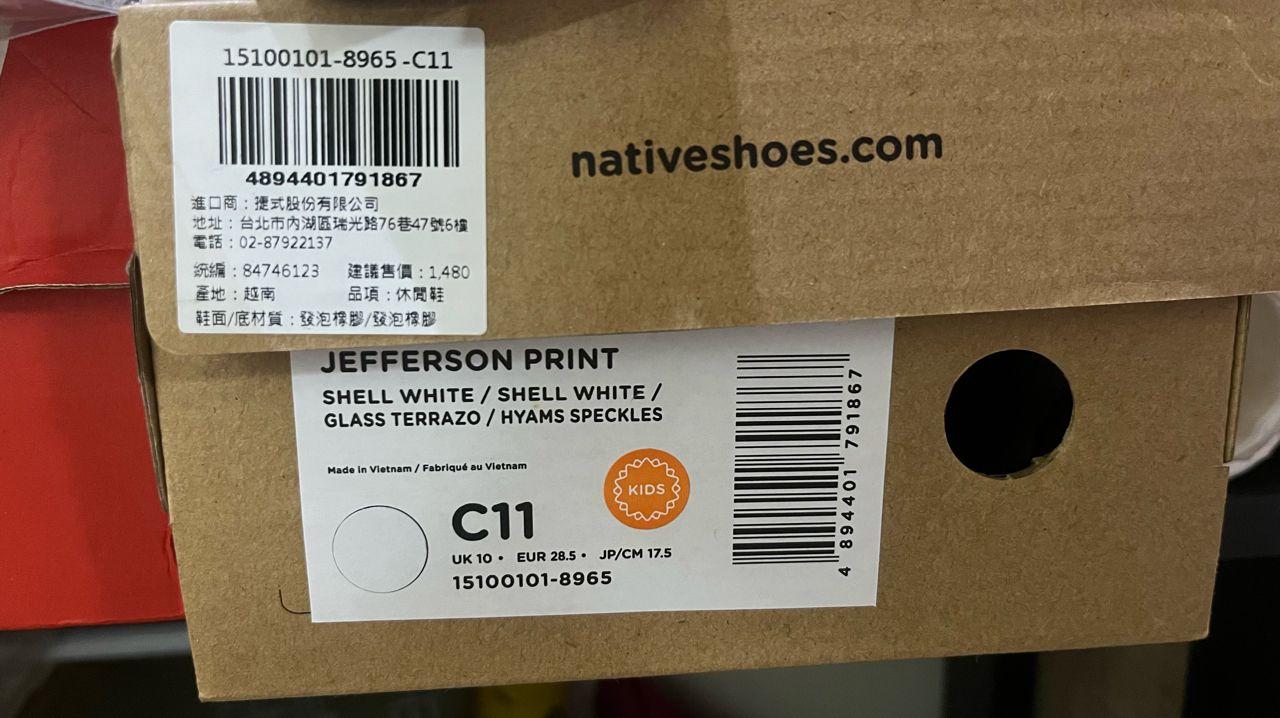 15100101-8965-C11
4894401791867
進口商：捷式股份有限公司
地址：台北市內湖區瑞光路76巷47號6樓
電話：02-87922137
統編：84746123 建議售價：1,480
產地：越南 品項：休閒鞋
鞋面/底材質：發泡橡膠/發泡橡膠
nativeshoes.com
JEFFERSON PRINT
SHELL WHITE / SHELL WHITE /
GLASS TERRAZO / HYAMS SPECKLES
Made in Vietnam / Fabriqué au Vietnam
KIDS
C11
UK 10 • EUR 28.5 • JP/CM 17.5
15100101-8965
4 894401 791867